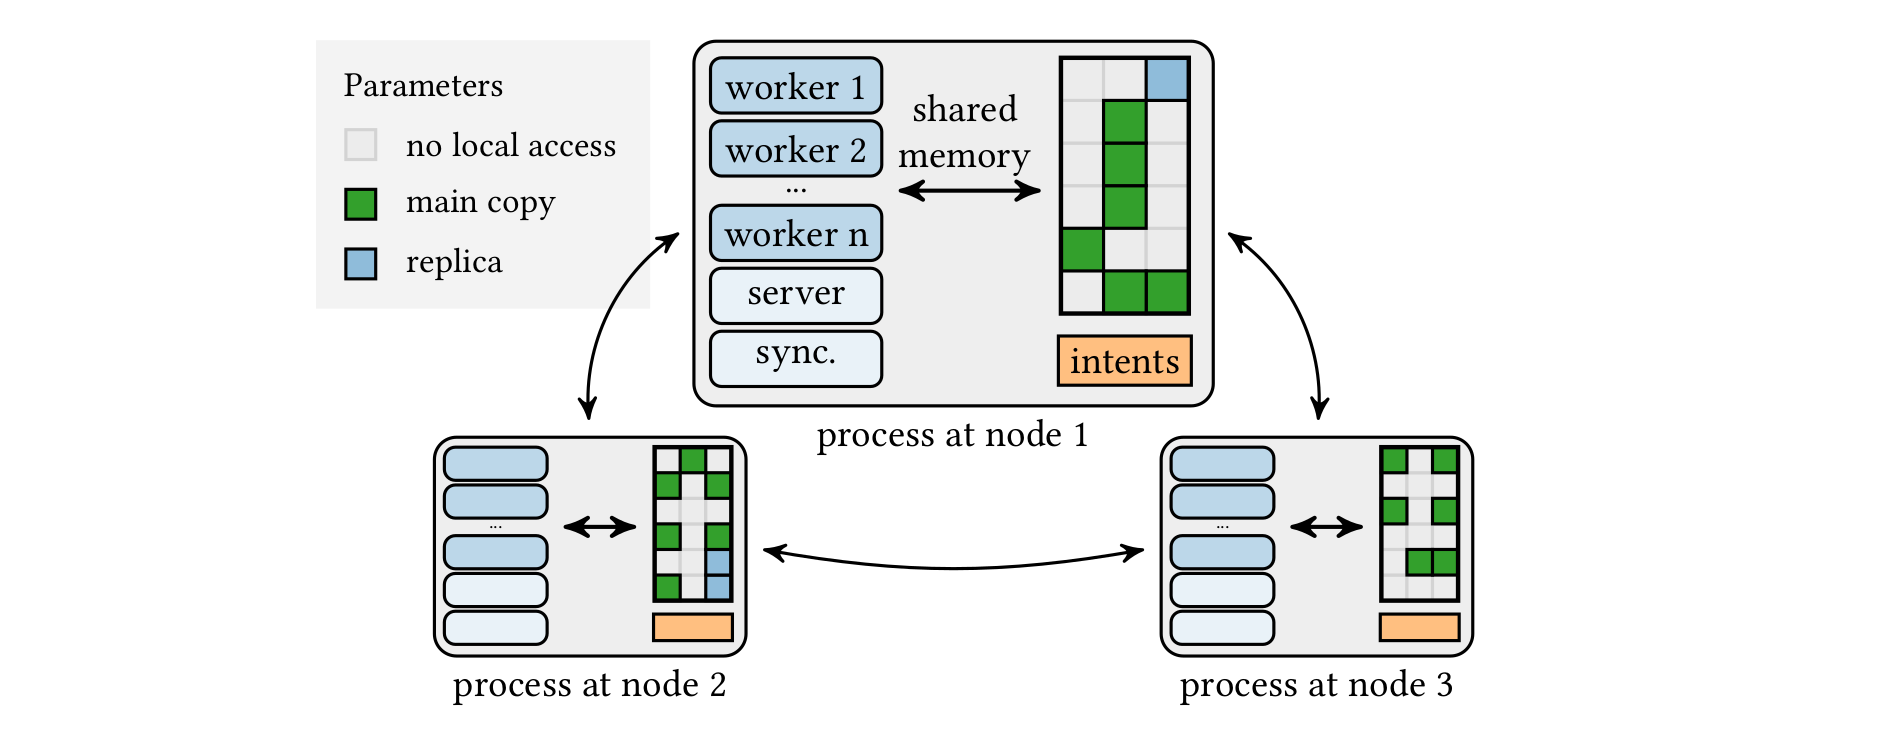 Parameters
no local access
main copy
replica
worker 1
worker 2
...
worker n
server
sync.
shared
memory
intents
process at node 1
...
process at node 2
...
process at node 3